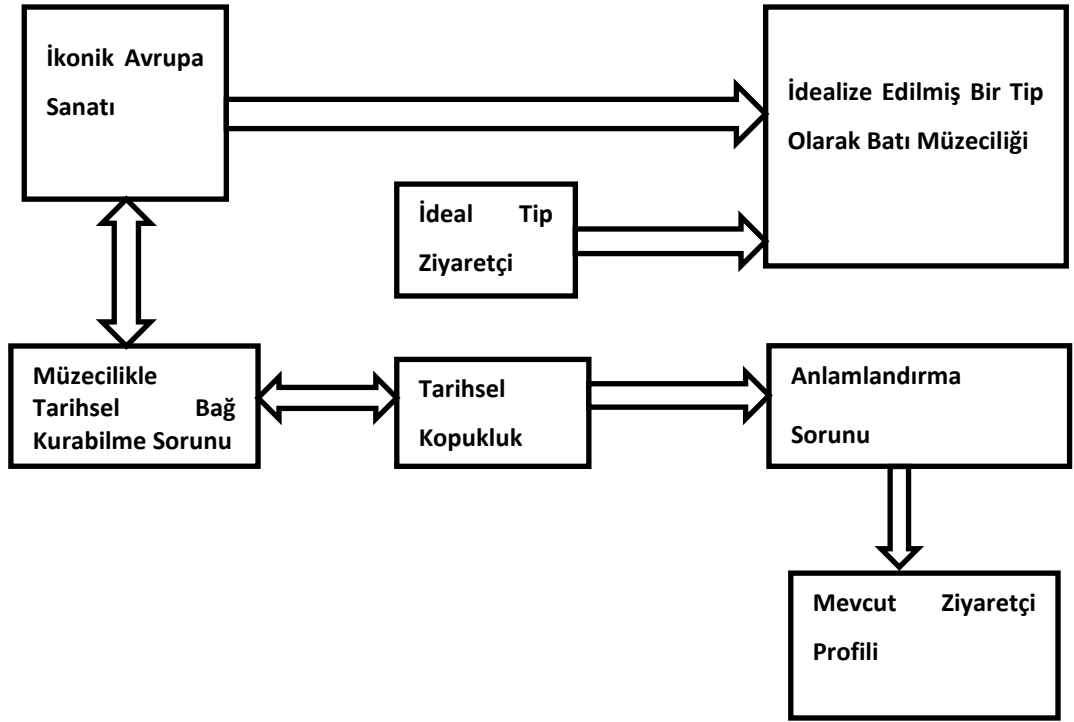 İkonik Avrupa
Sanatı
İdealize Edilmiş Bir Tip
Olarak Batı Müzeciliği
İdeal Tip
Ziyaretçi
Müzecilikle
Tarihsel Bağ
Kurabilme Sorunu
Tarihsel
Kopukluk
Anlamlandırma
Sorunu
Mevcut Ziyaretçi
Profili